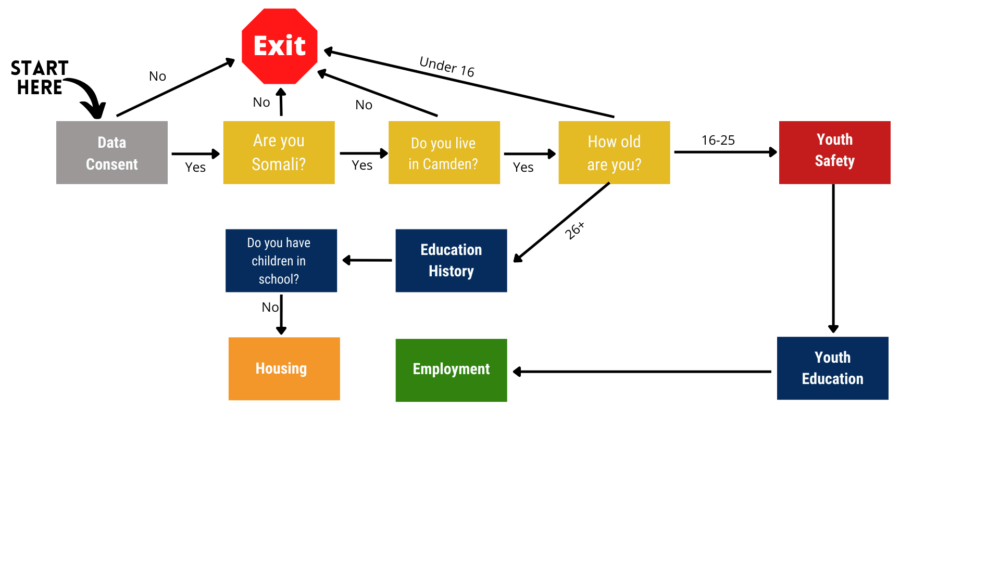 Exit
START
HERE
No
No
No
Under 16
Data
Consent
Yes
Are you
Somali?
Yes
Do you live
in Camden?
Yes
How old
are you?
16-25
Youth
Safety
26+
Do you have
children in
school?
Education
History
No
Housing
Employment
Youth
Education